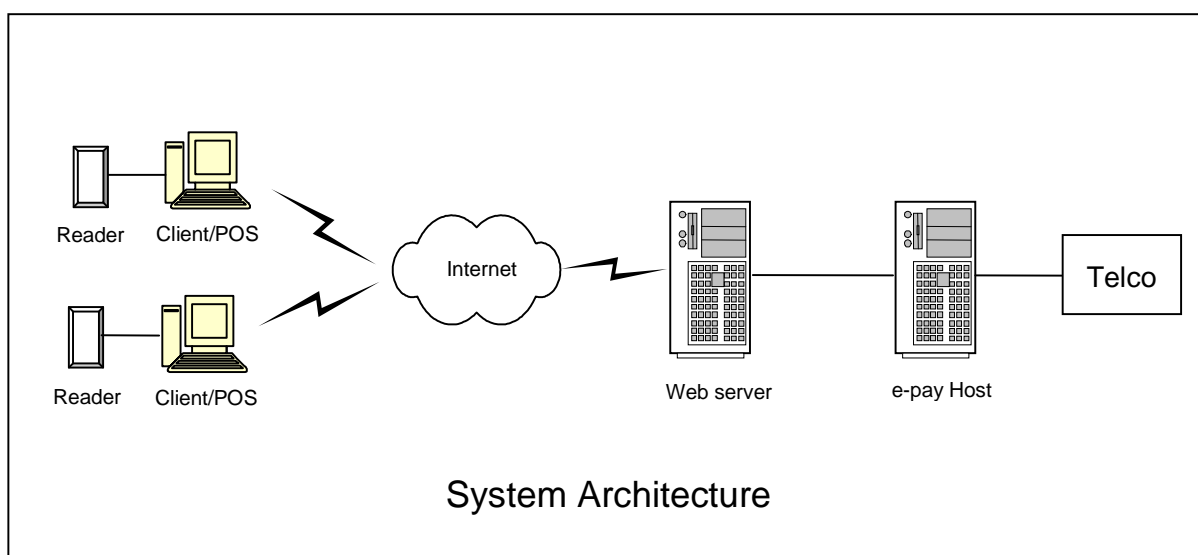 Reader
Client/POS
Internet
Telco
Reader
Client/POS
Web server
e-pay Host
System Architecture